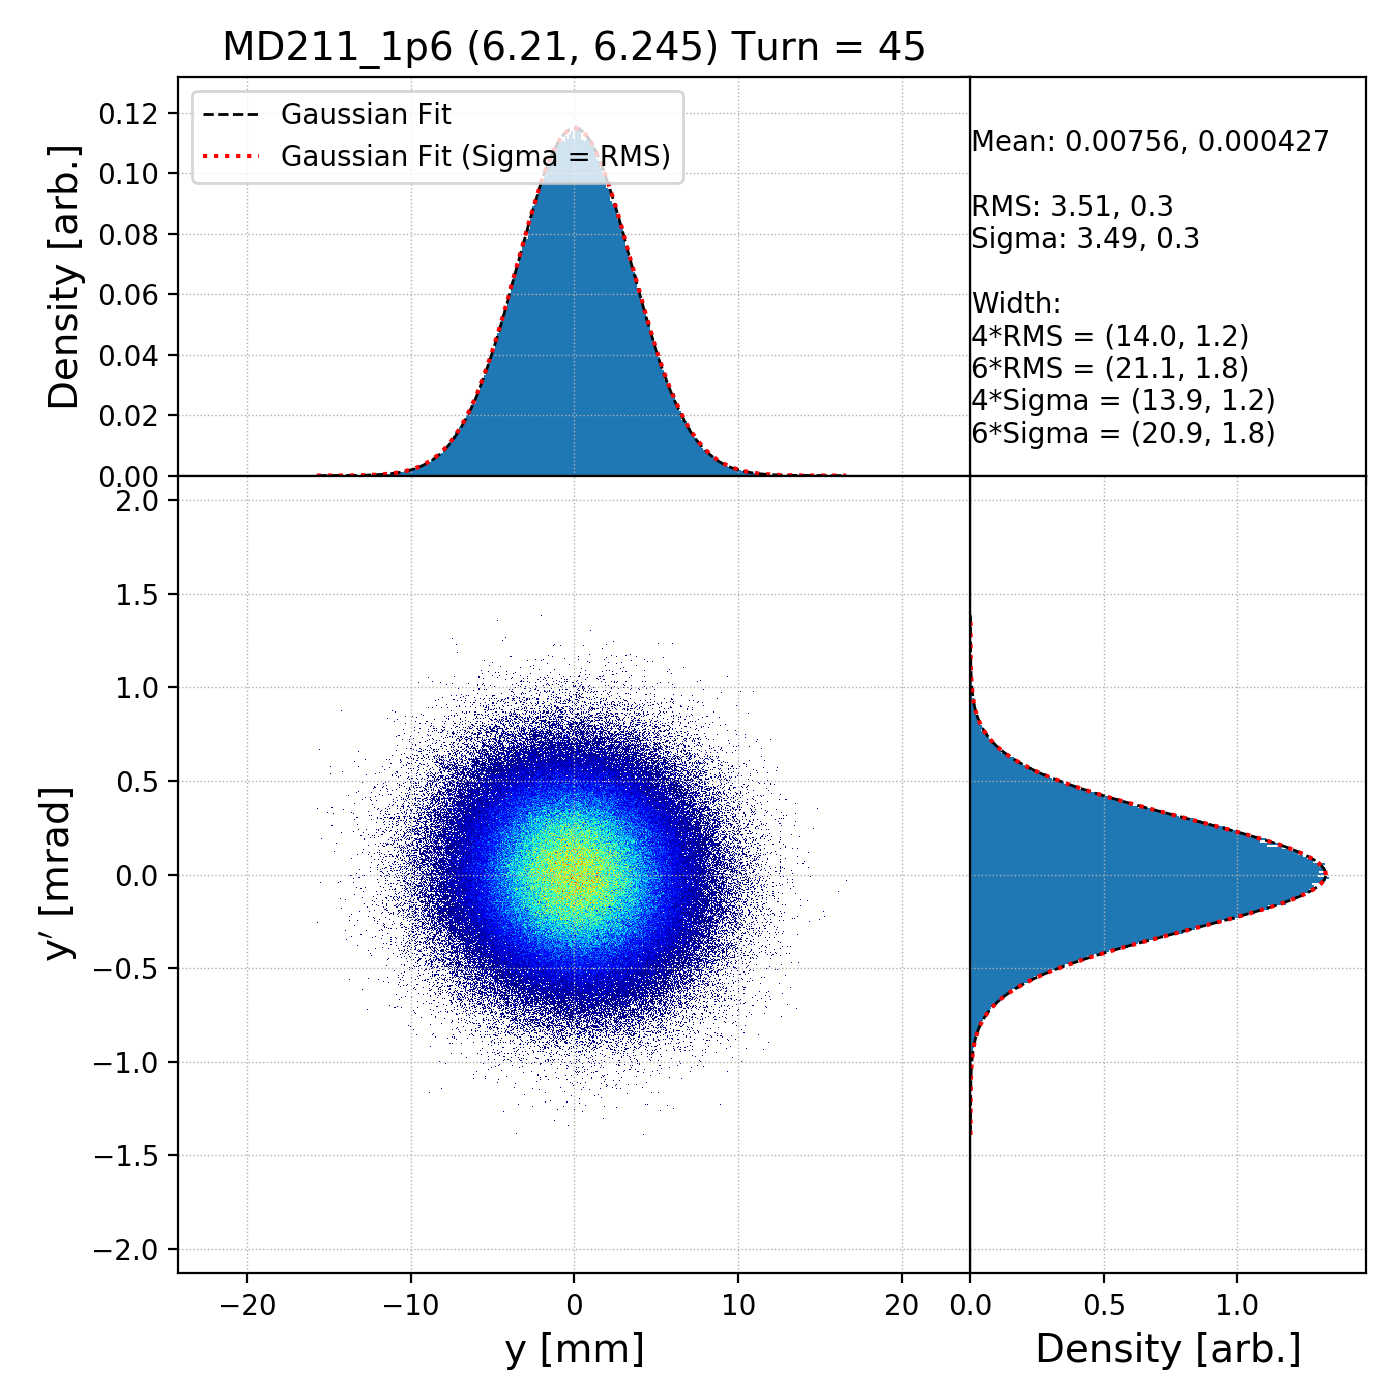 MD211_1p6 (6.21, 6.245) Turn = 45
Gaussian Fit
Gaussian Fit (Sigma = RMS)
Density [arb.]
0.12
0.10
0.08
0.06
0.04
0.02
0.00
Mean: 0.00756, 0.000427
RMS: 3.51, 0.3
Sigma: 3.49, 0.3
Width:
4*RMS = (14.0, 1.2)
6*RMS = (21.1, 1.8)
4*Sigma = (13.9, 1.2)
6*Sigma = (20.9, 1.8)
y′ [mrad]
2.0
1.5
1.0
0.5
0.0
−0.5
−1.0
−1.5
−2.0
−20 −10 0 10 20
y [mm]
0.0 0.5 1.0
Density [arb.]